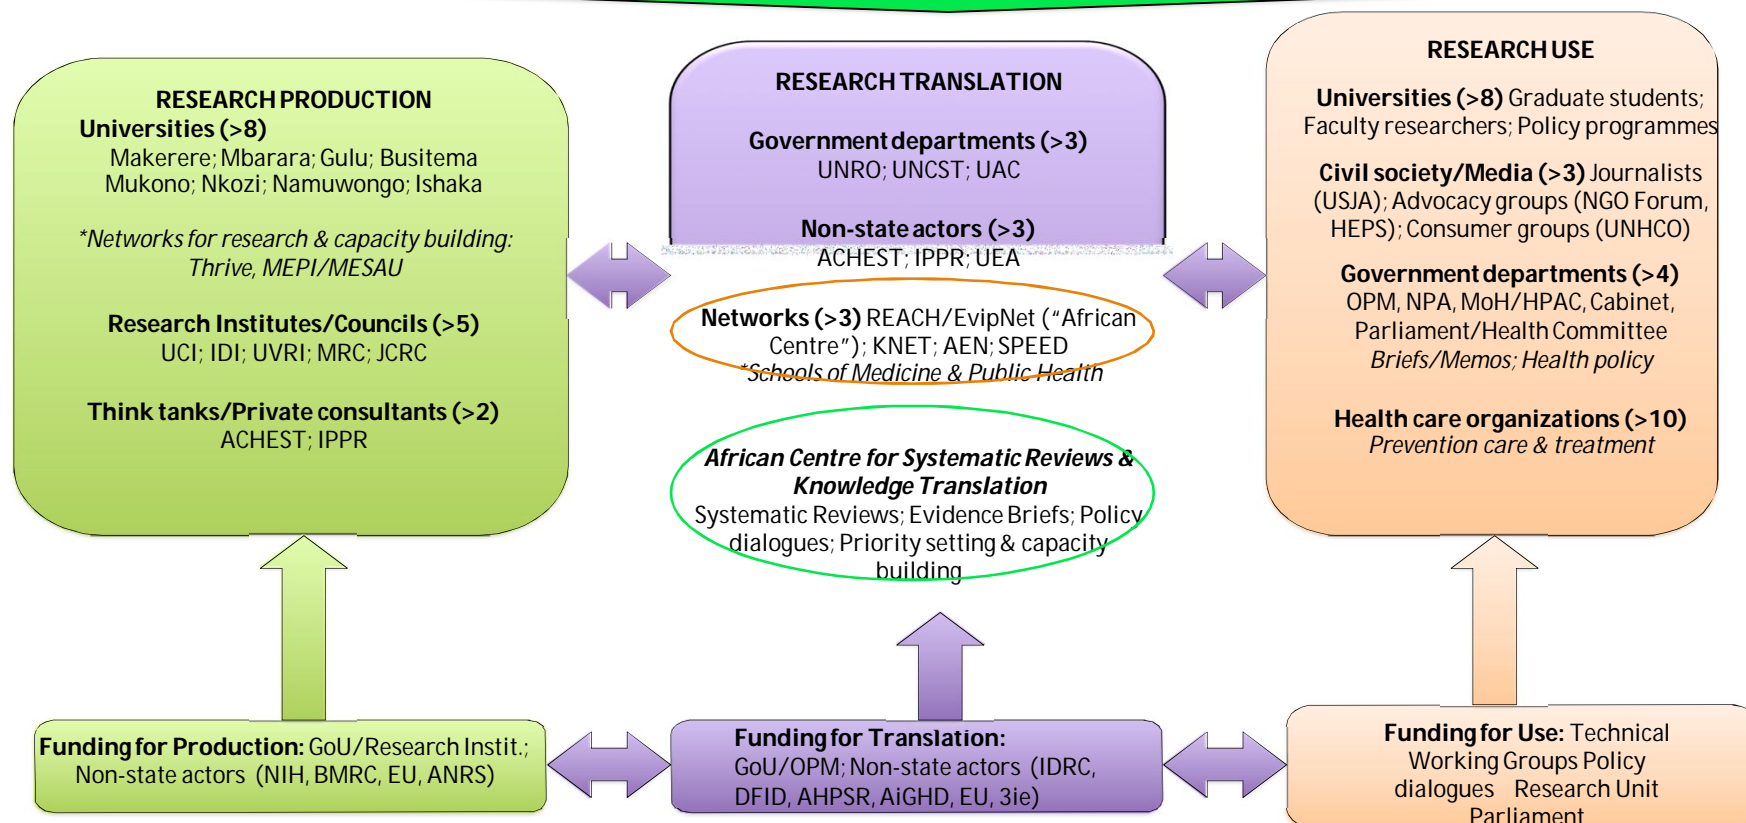 RESEARCH PRODUCTION
Universities (>8)
Makerere; Mbarara; Gulu; Busitema
Mukono; Nkozi; Namuwongo; Ishaka
*Networks for research & capacity building:
Thrive, MEPI/MESAU
Research Institutes/Councils (>5)
UCI; IDI; UVRI; MRC; JCRC
Think tanks/Private consultants (>2)
ACHEST; IPPR
RESEARCH TRANSLATION
Government departments (>3)
UNRO; UNCST; UAC
Non-state actors (>3)
ACHEST; IPPR; UEA
Networks (>3) REACH/EvipNet (“African
Centre”); KNET; AEN; SPEED
*Schools of Medicine & Public Health
African Centre for Systematic Reviews &
Knowledge Translation
Systematic Reviews; Evidence Briefs; Policy
dialogues; Priority setting & capacity
building
RESEARCH USE
Universities (>8) Graduate students;
Faculty researchers; Policy programmes
Civil society/Media (>3) Journalists
(USJA); Advocacy groups (NGO Forum,
HEPS); Consumer groups (UNHCO)
Government departments (>4)
OPM, NPA, MoH/HPAC, Cabinet,
Parliament/Health Committee
Briefs/Memos; Health policy
Health care organizations (>10)
Prevention care & treatment
Funding for Production: GoU/Research Instit.;
Non-state actors (NIH, BMRC, EU, ANRS)
Funding for Translation:
GoU/OPM; Non-state actors (IDRC,
DFID, AHPSR, AiGHD, EU, 3ie)
Funding for Use: Technical
Working Groups Policy
dialogues Research Unit
Parliament